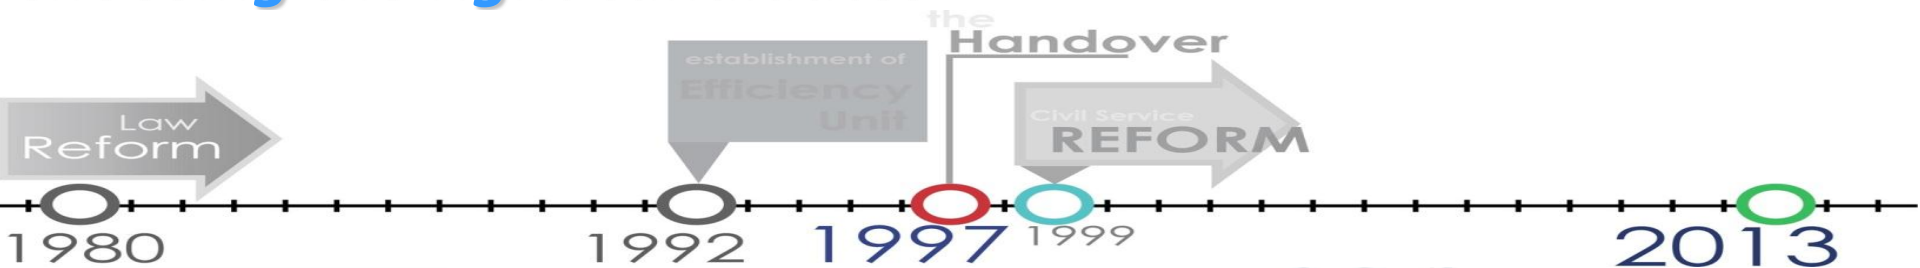 the
Handover
establishment of
Efficiency
Unit
Law
Reform
Civil Service
REFORM
1980
1992
1997
1999
2013